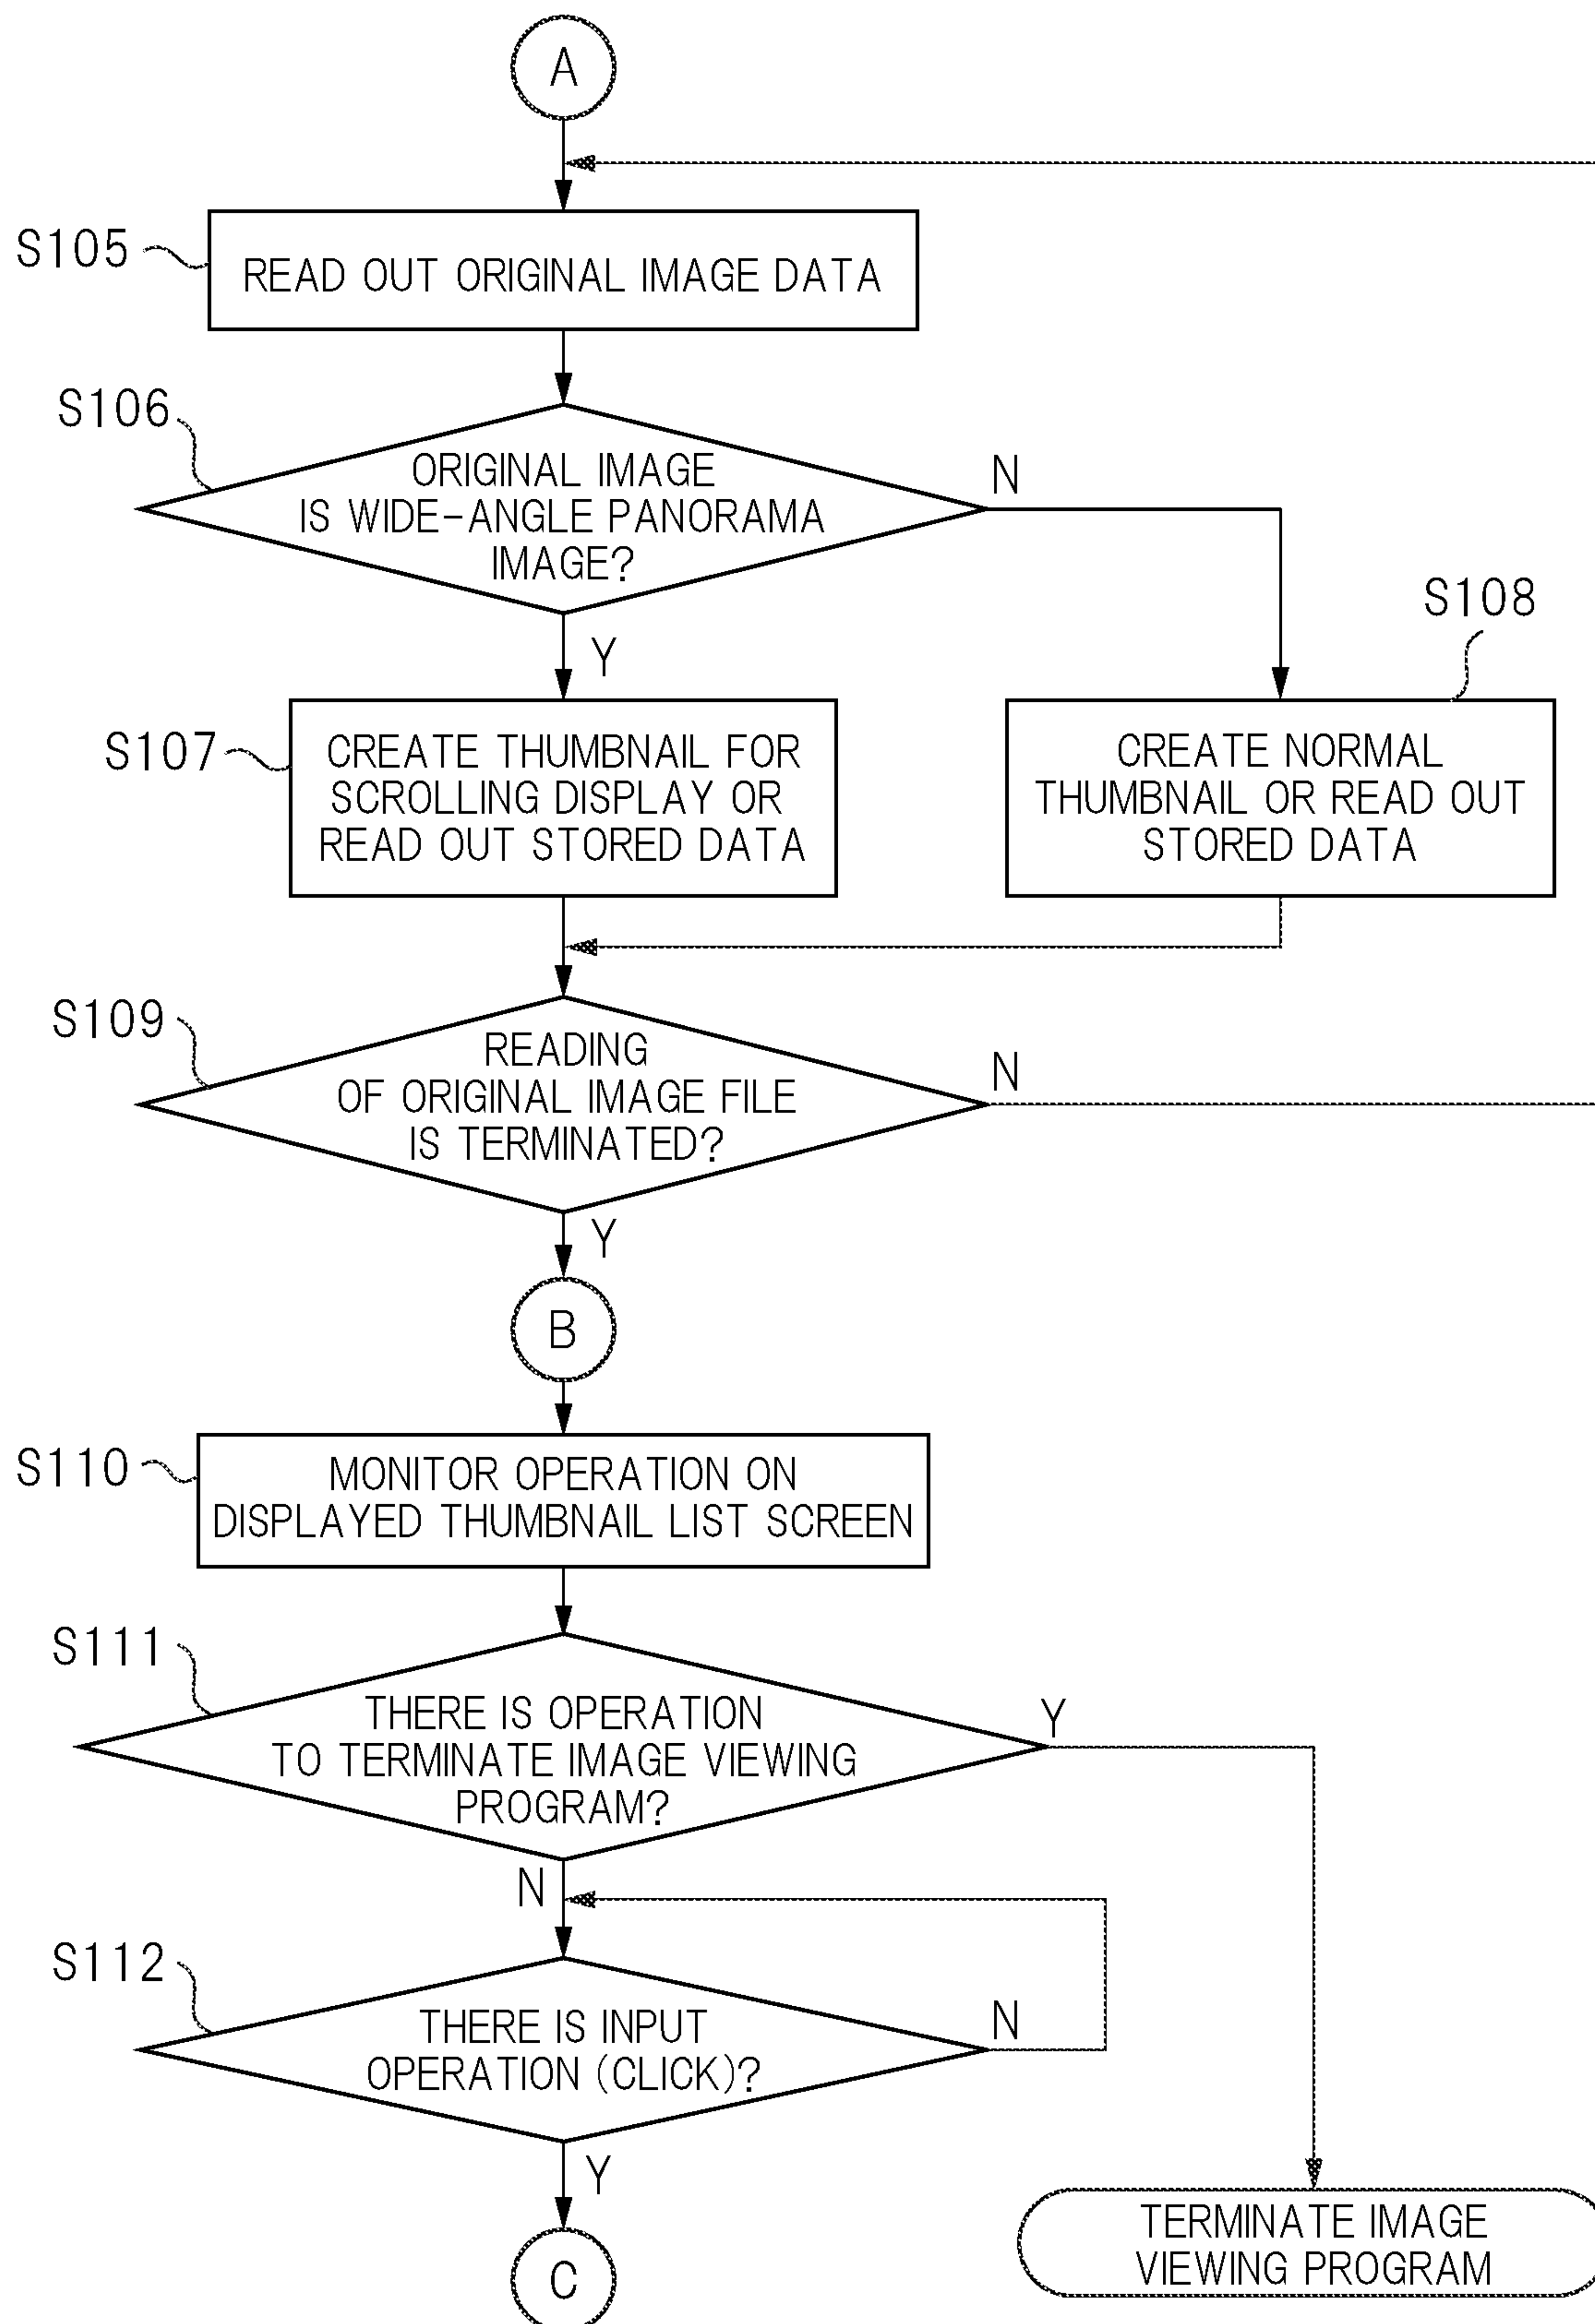 A
S105
READ OUT ORIGINAL IMAGE DATA
S106
ORIGINAL IMAGE
IS WIDE-ANGLE PANORAMA
IMAGE?
N
Y
S108
S107
CREATE THUMBNAIL FOR
SCROLLING DISPLAY OR
READ OUT STORED DATA
CREATE NORMAL
THUMBNAIL OR READ OUT
STORED DATA
S109
READING
OF ORIGINAL IMAGE FILE
IS TERMINATED?
N
Y
B
S110
MONITOR OPERATION ON
DISPLAYED THUMBNAIL LIST SCREEN
S111
THERE IS OPERATION
TO TERMINATE IMAGE VIEWING
PROGRAM?
Y
N
S112
THERE IS INPUT
OPERATION (CLICK)?
N
Y
TERMINATE IMAGE
VIEWING PROGRAM
C